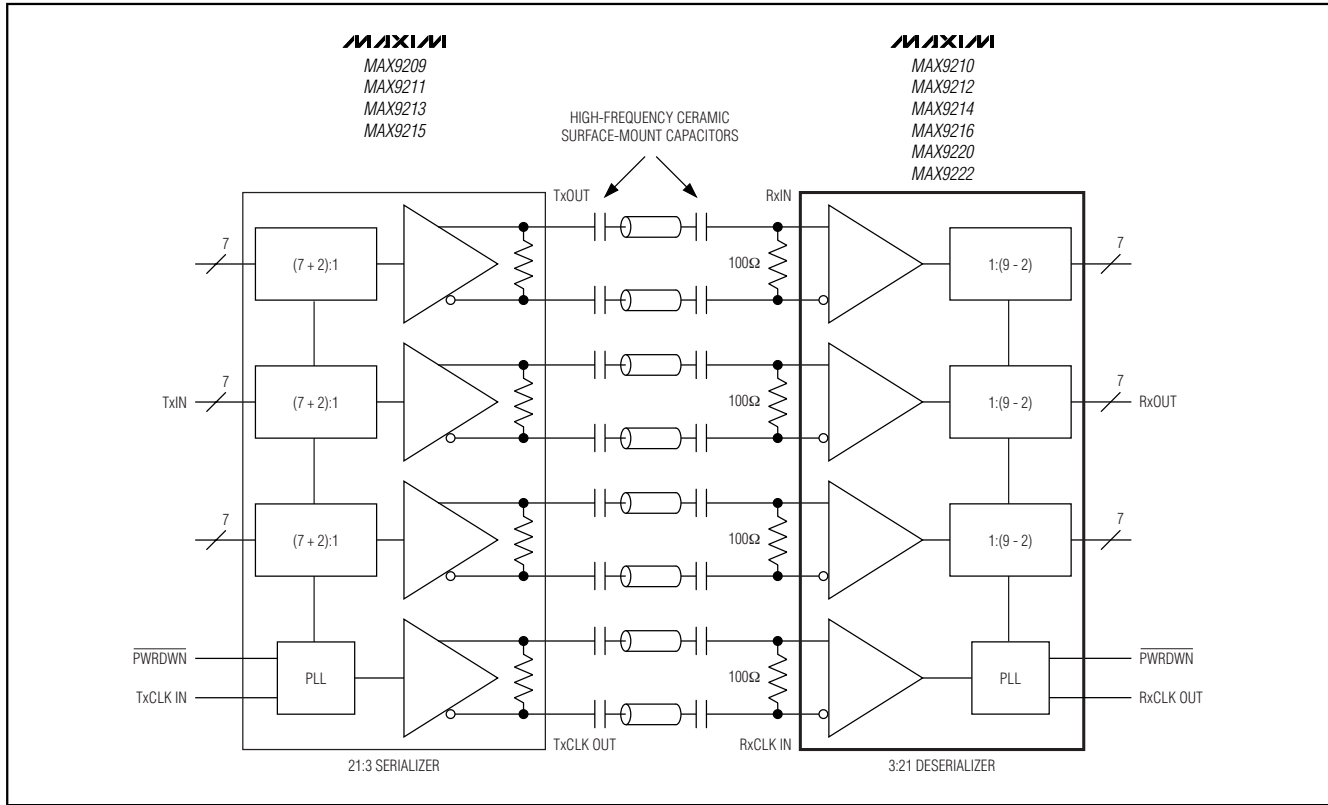 MAXIM
MAX9209
MAX9211
MAX9213
MAX9215
MAXIM
MAX9210
MAX9212
MAX9214
MAX9216
MAX9220
MAX9222
HIGH-FREQUENCY CERAMIC
SURFACE-MOUNT CAPACITORS
TxOUT
RxIN
7
(7 + 2):1
100Ω
1:(9 - 2)
7
TxIN
7
(7 + 2):1
100Ω
1:(9 - 2)
7
RxOUT
7
(7 + 2):1
100Ω
1:(9 - 2)
7
PWRDWN
TxCLK IN
PLL
100Ω
PLL
PWRDWN
RxCLK OUT
TxCLK OUT
RxCLK IN
21:3 SERIALIZER
3:21 DESERIALIZER